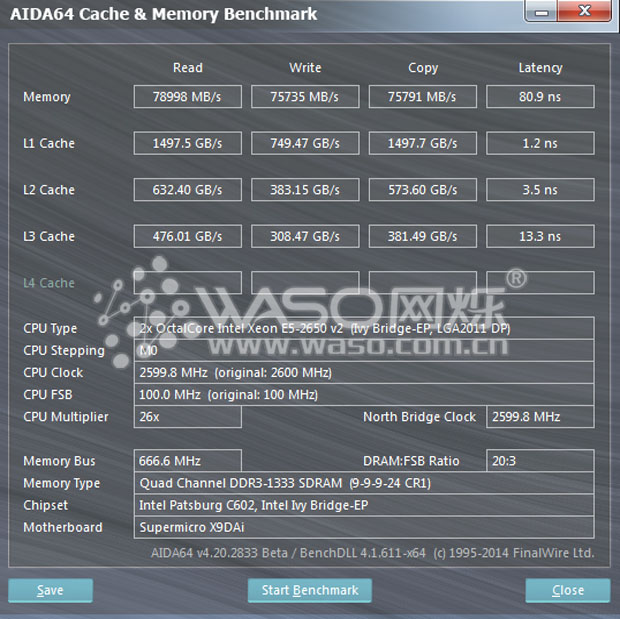 AIDA64 Cache & Memory Benchmark
Read Write Copy Latency
Memory 78998 MB/s 75735 MB/s 75791 MB/s 80.9 ns
L1 Cache 1497.5 GB/s 749.47 GB/s 1497.7 GB/s 1.2 ns
L2 Cache 632.40 GB/s 383.15 GB/s 573.60 GB/s 3.5 ns
L3 Cache 476.01 GB/s 308.47 GB/s 381.49 GB/s 13.3 ns
L4 Cache
WASO网烁®
www.waso.com.cn
CPU Type 2x OctalCore Intel Xeon E5-2650 v2 (Ivy Bridge-EP, LGA2011 DP)
CPU Stepping M0
CPU Clock 2599.8 MHz (original: 2600 MHz)
CPU FSB 100.0 MHz (original: 100 MHz)
CPU Multiplier 26x North Bridge Clock 2599.8 MHz
Memory Bus 666.6 MHz DRAM:FSB Ratio 20:3
Memory Type Quad Channel DDR3-1333 SDRAM (9-9-9-24 CR1)
Chipset Intel Patsburg C602, Intel Ivy Bridge-EP
Motherboard Supermicro X9DAi
AIDA64 v4.20.2833 Beta / BenchDLL 4.1.611-x64 (c) 1995-2014 FinalWire Ltd.
Save Start Benchmark Close